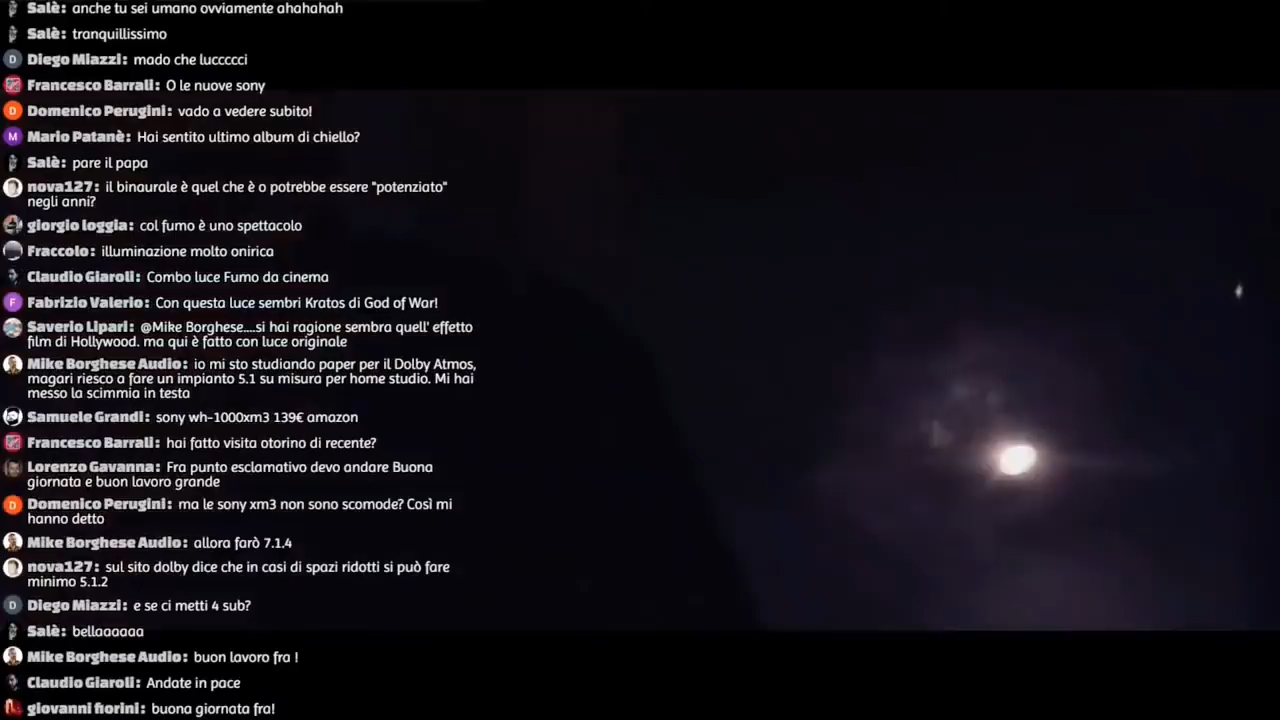 Salè: anche tu sei umano ovviamente ahahahah
Salè: tranquillissimo
D Diego Miazzi: mado che luccccci
Francesco Barrali: O le nuove sony
D Domenico Perugini: vado a vedere subito!
M Mario Patanè: Hai sentito ultimo album di chiello?
Salè: pare il papa
nova127: il binaurale è quel che è o potrebbe essere "potenziato"
negli anni?
giorgio loggia: col fumo è uno spettacolo
Fraccolo: illuminazione molto onirica
Claudio Giaroli: Combo luce Fumo da cinema
F Fabrizio Valerio: Con questa luce sembri Kratos di God of War!
Saverio Lipari: @Mike Borghese....si hai ragione sembra quell' effetto
film di Hollywood. ma qui è fatto con luce originale
Mike Borghese Audio: io mi sto studiando paper per il Dolby Atmos,
magari riesco a fare un impianto 5.1 su misura per home studio. Mi hai
messo la scimmia in testa
Samuele Grandi: sony wh-1000xm3 139€ amazon
Francesco Barrali: hai fatto visita otorino di recente?
Lorenzo Gavanna: Fra punto esclamativo devo andare Buona
giornata e buon lavoro grande
D Domenico Perugini: ma le sony xm3 non sono scomode? Così mi
hanno detto
Mike Borghese Audio: allora farò 7.1.4
nova127: sul sito dolby dice che in casi di spazi ridotti si può fare
minimo 5.1.2
D Diego Miazzi: e se ci metti 4 sub?
Salè: bellaaaaaa
Mike Borghese Audio: buon lavoro fra !
Claudio Giaroli: Andate in pace
giovanni fiorini: buona giornata fra!